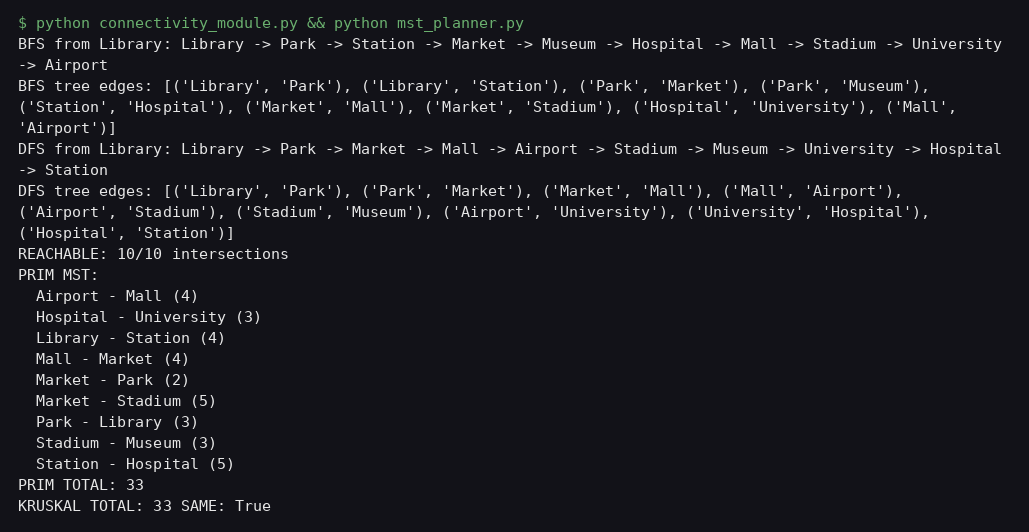 $ python connectivity_module.py && python mst_planner.py
BFS from Library: Library -> Park -> Station -> Market -> Museum -> Hospital -> Mall -> Stadium -> University
-> Airport
BFS tree edges: [('Library', 'Park'), ('Library', 'Station'), ('Park', 'Market'), ('Park', 'Museum'),
('Station', 'Hospital'), ('Market', 'Mall'), ('Market', 'Stadium'), ('Hospital', 'University'), ('Mall',
'Airport')]
DFS from Library: Library -> Park -> Market -> Mall -> Airport -> Stadium -> Museum -> University -> Hospital
-> Station
DFS tree edges: [('Library', 'Park'), ('Park', 'Market'), ('Market', 'Mall'), ('Mall', 'Airport'),
('Airport', 'Stadium'), ('Stadium', 'Museum'), ('Airport', 'University'), ('University', 'Hospital'),
('Hospital', 'Station')]
REACHABLE: 10/10 intersections
PRIM MST:
  Airport - Mall (4)
  Hospital - University (3)
  Library - Station (4)
  Mall - Market (4)
  Market - Park (2)
  Market - Stadium (5)
  Park - Library (3)
  Stadium - Museum (3)
  Station - Hospital (5)
PRIM TOTAL: 33
KRUSKAL TOTAL: 33 SAME: True